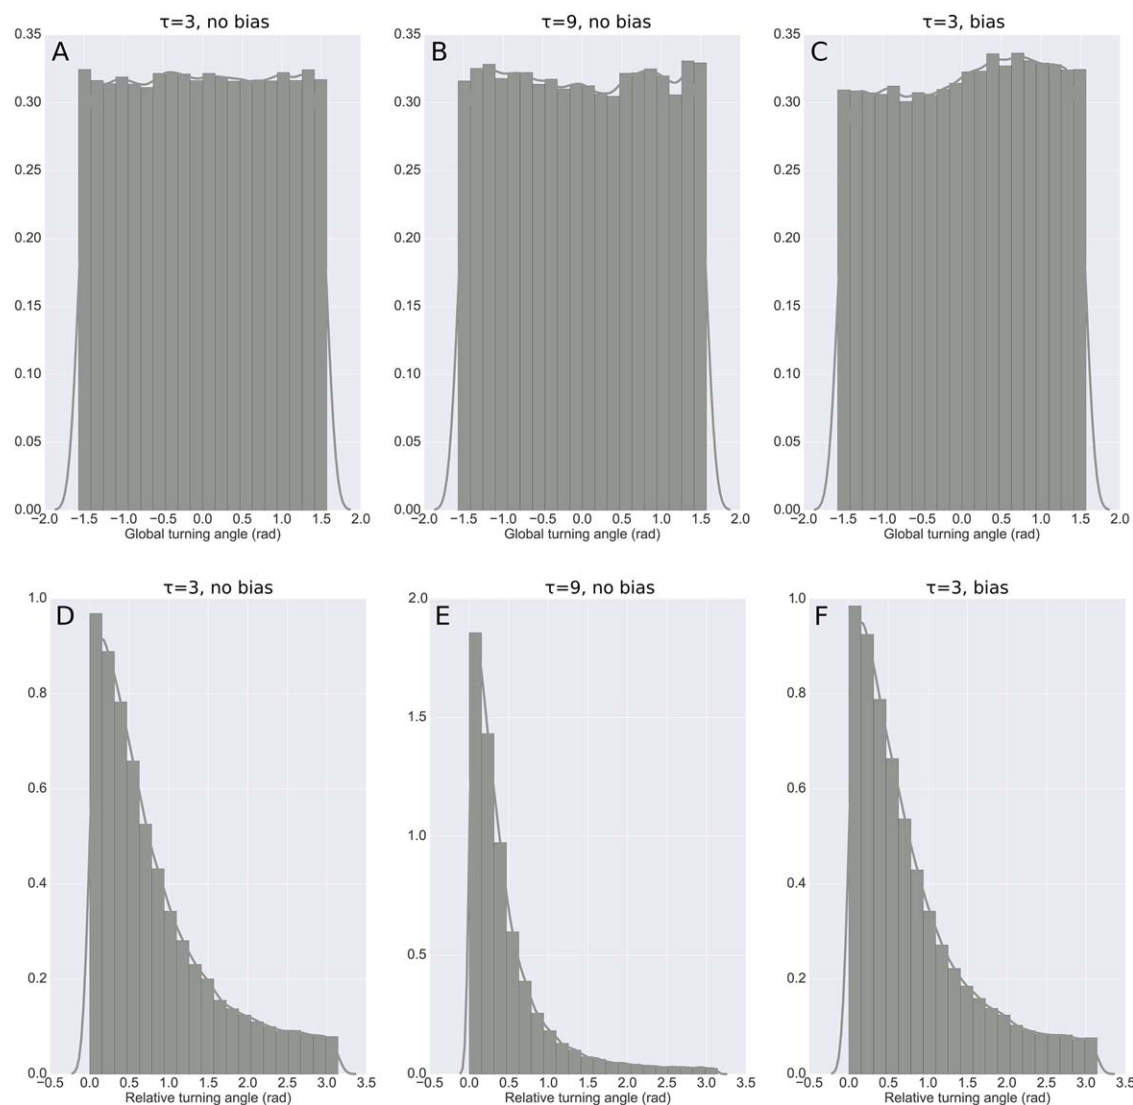 τ=3, no bias
τ=9, no bias
τ=3, bias
A
B
C
0.35
0.30
0.25
0.20
0.15
0.10
0.05
0.00
−2.0 −1.5 −1.0 −0.5 0.0 0.5 1.0 1.5 2.0
Global turning angle (rad)
0.35
0.30
0.25
0.20
0.15
0.10
0.05
0.00
−2.0 −1.5 −1.0 −0.5 0.0 0.5 1.0 1.5 2.0
Global turning angle (rad)
0.35
0.30
0.25
0.20
0.15
0.10
0.05
0.00
−2.0 −1.5 −1.0 −0.5 0.0 0.5 1.0 1.5 2.0
Global turning angle (rad)
τ=3, no bias
τ=9, no bias
τ=3, bias
D
E
F
1.0
0.8
0.6
0.4
0.2
0.0
−0.5 0.0 0.5 1.0 1.5 2.0 2.5 3.0 3.5
Relative turning angle (rad)
2.0
1.5
1.0
0.5
0.0
−0.5 0.0 0.5 1.0 1.5 2.0 2.5 3.0 3.5
Relative turning angle (rad)
1.0
0.8
0.6
0.4
0.2
0.0
−0.5 0.0 0.5 1.0 1.5 2.0 2.5 3.0 3.5
Relative turning angle (rad)